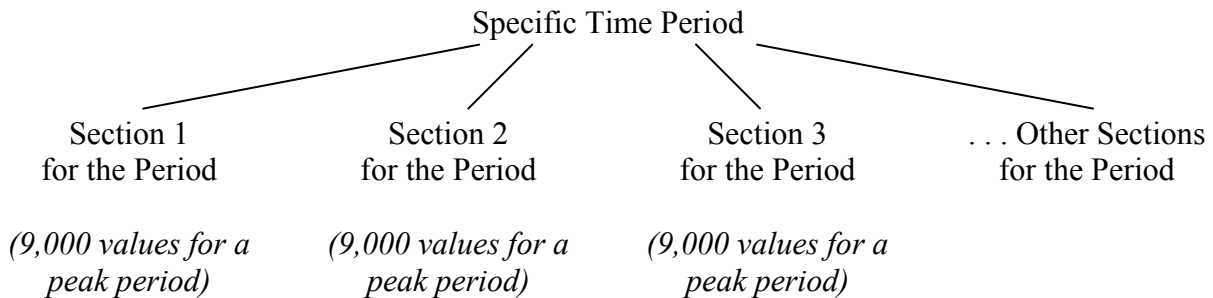 Specific Time Period
Section 1
for the Period
(9,000 values for a
peak period)
Section 2
for the Period
(9,000 values for a
peak period)
Section 3
for the Period
(9,000 values for a
peak period)
. . . Other Sections
for the Period